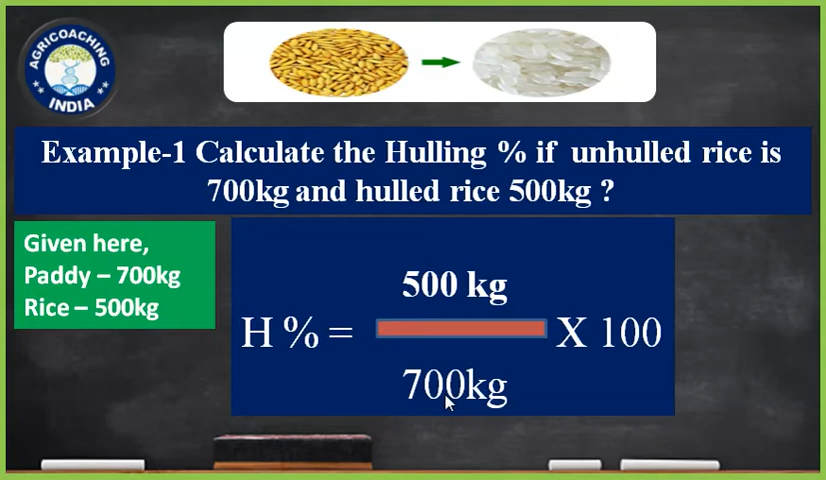 AGRICOACHING
INDIA
Example-1 Calculate the Hulling % if unhulled rice is
700kg and hulled rice 500kg ?
Given here,
Paddy – 700kg
Rice – 500kg
500 kg
H % = X 100
700kg